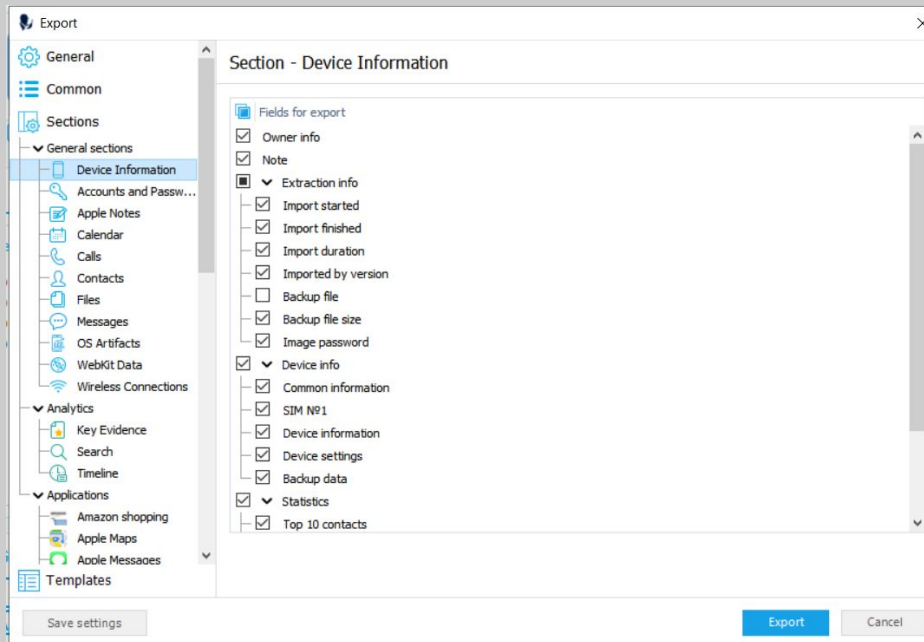 Export
General
Common
Sections
General sections
Device Information
Accounts and Passw...
Apple Notes
Calendar
Calls
Contacts
Files
Messages
OS Artifacts
WebKit Data
Wireless Connections
Analytics
Key Evidence
Search
Timeline
Applications
Amazon shopping
Apple Maps
Apple Messages
Templates
Section - Device Information
Fields for export
Owner info
Note
Extraction info
Import started
Import finished
Import duration
Imported by version
Backup file
Backup file size
Image password
Device info
Common information
SIM №1
Device information
Device settings
Backup data
Statistics
Top 10 contacts
Save settings
Export
Cancel